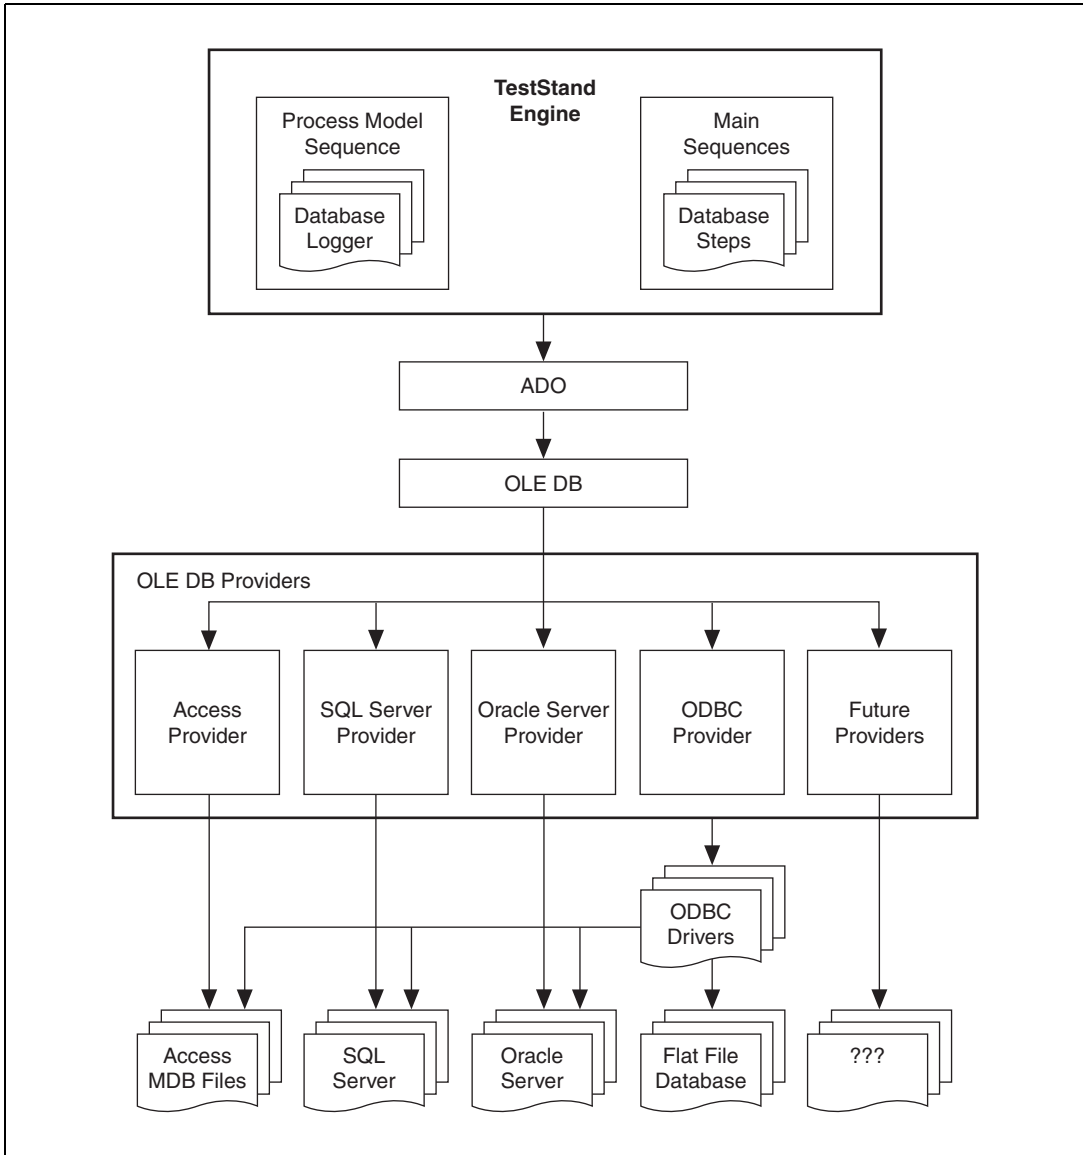 TestStand
Engine
Process Model
Sequence
Database
Logger
Main
Sequences
Database
Steps
ADO
OLE DB
OLE DB Providers
Access
Provider
SQL Server
Provider
Oracle Server
Provider
ODBC
Provider
Future
Providers
ODBC
Drivers
Access
MDB Files
SQL
Server
Oracle
Server
Flat File
Database
???